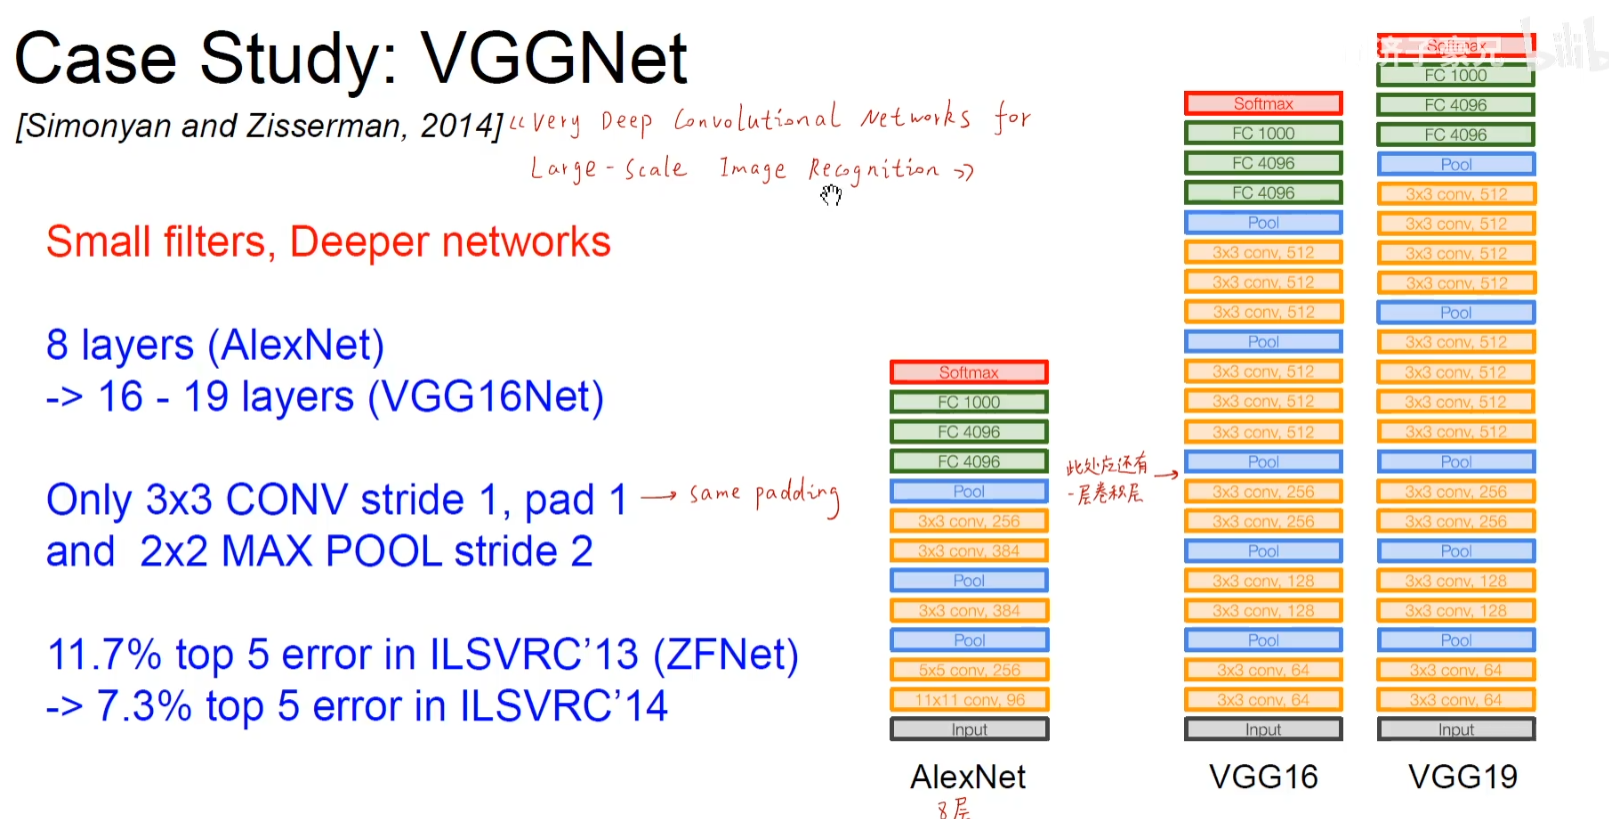 Case Study: VGGNet
[Simonyan and Zisserman, 2014] 《Very Deep Convolutional Networks for
Large-Scale Image Recognition》
Small filters, Deeper networks
8 layers (AlexNet)
-> 16 - 19 layers (VGG16Net)
Only 3x3 CONV stride 1, pad 1 → same padding
and 2x2 MAX POOL stride 2
11.7% top 5 error in ILSVRC'13 (ZFNet)
-> 7.3% top 5 error in ILSVRC'14
Softmax
FC 1000
FC 4096
FC 4096
Pool
3x3 conv, 256
3x3 conv, 384
Pool
3x3 conv, 384
Pool
5x5 conv, 256
11x11 conv, 96
Input
AlexNet
8层
此处应还有 →
一层卷积层
Softmax
FC 1000
FC 4096
FC 4096
Pool
3x3 conv, 512
3x3 conv, 512
3x3 conv, 512
Pool
3x3 conv, 512
3x3 conv, 512
3x3 conv, 512
Pool
3x3 conv, 256
3x3 conv, 256
Pool
3x3 conv, 128
3x3 conv, 128
Pool
3x3 conv, 64
3x3 conv, 64
Input
VGG16
Softmax
FC 1000
FC 4096
FC 4096
Pool
3x3 conv, 512
3x3 conv, 512
3x3 conv, 512
3x3 conv, 512
Pool
3x3 conv, 512
3x3 conv, 512
3x3 conv, 512
3x3 conv, 512
Pool
3x3 conv, 256
3x3 conv, 256
Pool
3x3 conv, 128
3x3 conv, 128
Pool
3x3 conv, 64
3x3 conv, 64
Input
VGG19